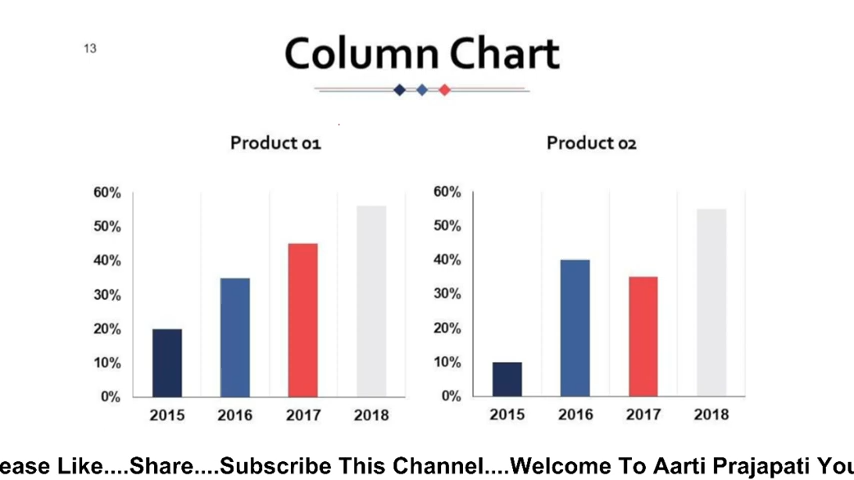 13
Column Chart
Product 01
60%
50%
40%
30%
20%
10%
0%
2015 2016 2017 2018
Product 02
60%
50%
40%
30%
20%
10%
0%
2015 2016 2017 2018
ease Like....Share....Subscribe This Channel....Welcome To Aarti Prajapati You